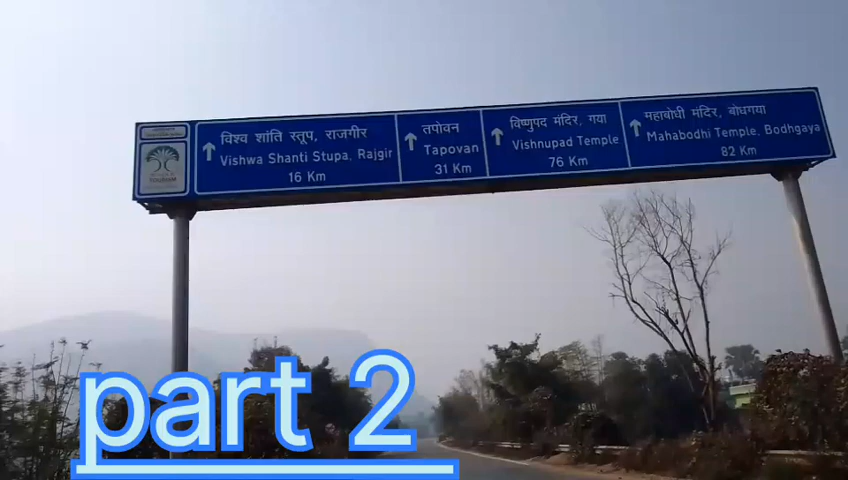 विश्व शांति स्तूप, राजगीर
Vishwa Shanti Stupa, Rajgir
16 Km
तपोवन
Tapovan
31 Km
विष्णुपद मंदिर, गया
Vishnupad Temple
76 Km
महाबोधी मंदिर, बोधगया
Mahabodhi Temple, Bodhgaya
82 Km
part 2